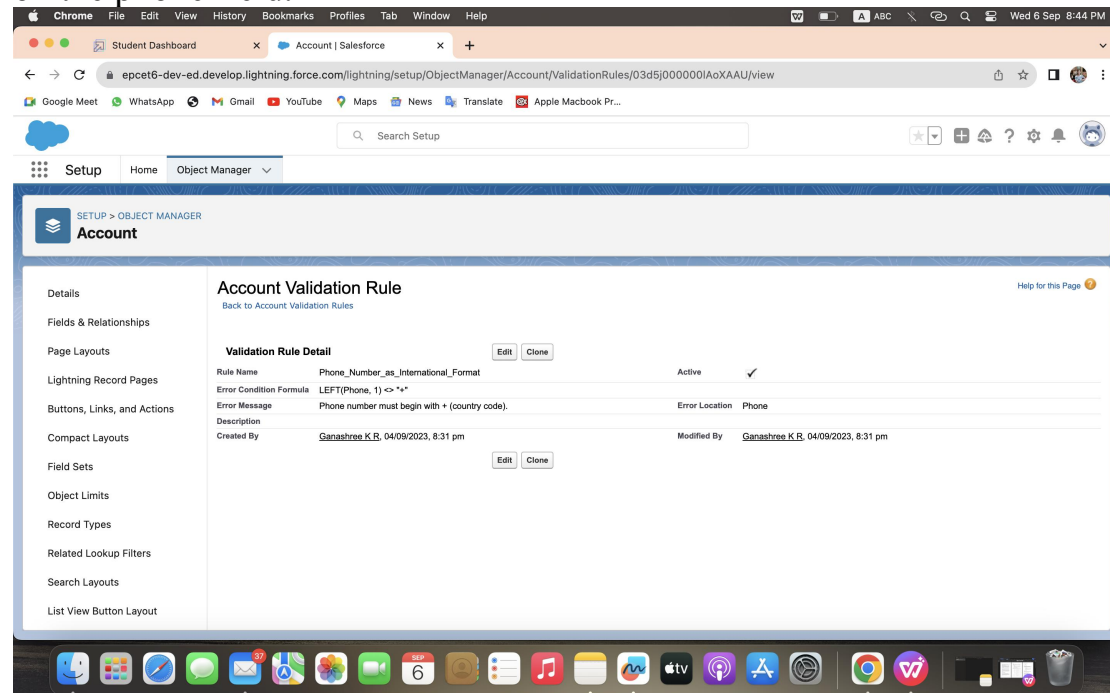 Chrome File Edit View History Bookmarks Profiles Tab Window Help W A ABC Wed 6 Sep 8:44 PM
Student Dashboard × Account | Salesforce × +
epcet6-dev-ed.develop.lightning.force.com/lightning/setup/ObjectManager/Account/ValidationRules/03d5j000000IAoXAAU/view
Google Meet WhatsApp Gmail YouTube Maps News Translate Apple Macbook Pr...
Search Setup
Setup Home Object Manager
SETUP > OBJECT MANAGER
Account
Details
Fields & Relationships
Page Layouts
Lightning Record Pages
Buttons, Links, and Actions
Compact Layouts
Field Sets
Object Limits
Record Types
Related Lookup Filters
Search Layouts
List View Button Layout
Account Validation Rule
Help for this Page
Back to Account Validation Rules
Validation Rule Detail Edit Clone
Rule Name Phone_Number_as_International_Format Active ✓
Error Condition Formula LEFT(Phone, 1) <> "+"
Error Message Phone number must begin with + (country code). Error Location Phone
Description
Created By Ganashree K R, 04/09/2023, 8:31 pm Modified By Ganashree K R, 04/09/2023, 8:31 pm
Edit Clone
37 SEP 6 tv